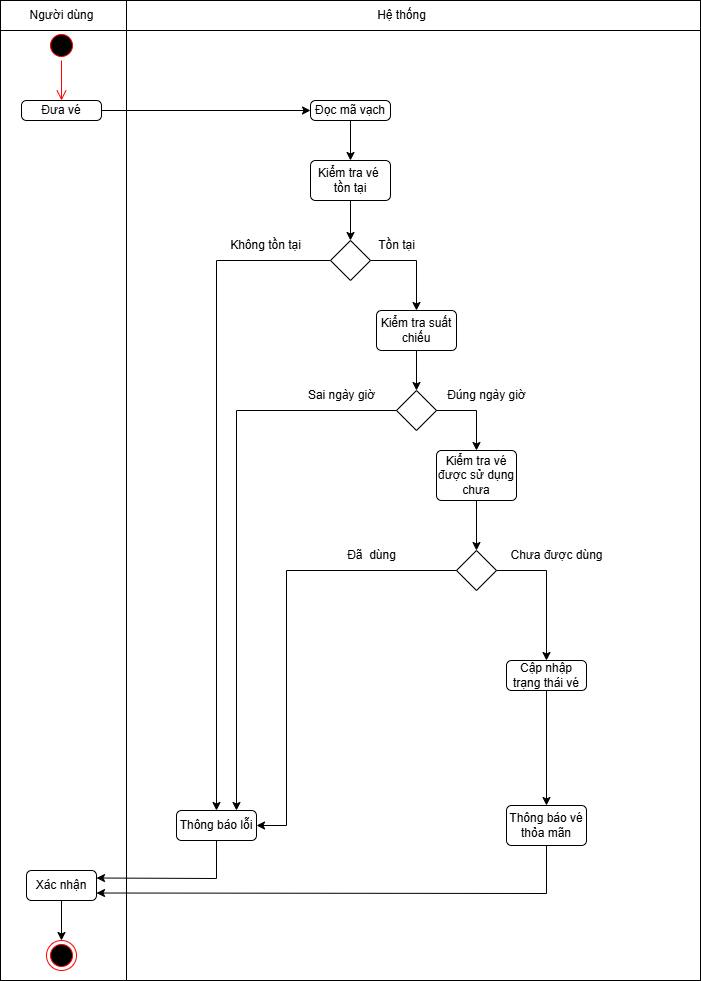 Người dùng
Hệ thống
Đưa vé
Đọc mã vạch
Kiểm tra vé
tồn tại
Không tồn tại
Tồn tại
Kiểm tra suất
chiếu
Sai ngày giờ
Đúng ngày giờ
Kiểm tra vé
được sử dụng
chưa
Đã dùng
Chưa được dùng
Cập nhập
trạng thái vé
Thông báo lỗi
Thông báo vé
thỏa mãn
Xác nhận